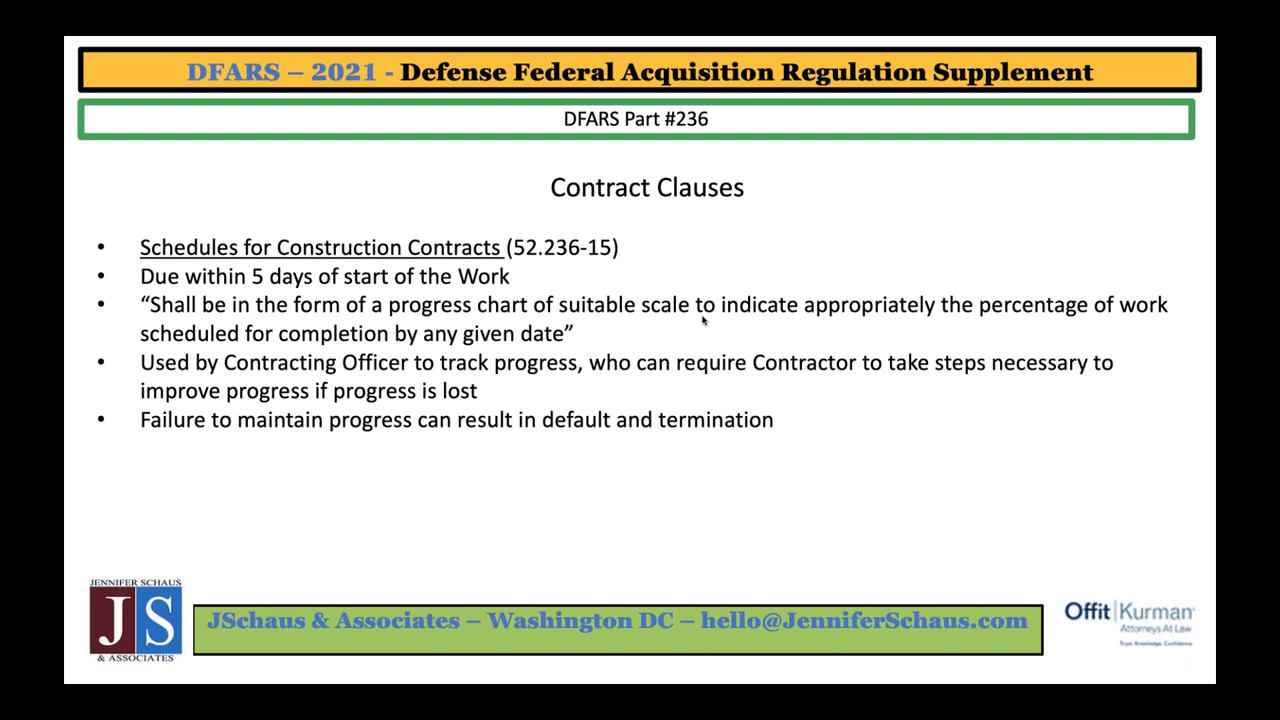 DFARS – 2021 - Defense Federal Acquisition Regulation Supplement
DFARS Part #236
Contract Clauses
• Schedules for Construction Contracts (52.236-15)
• Due within 5 days of start of the Work
• “Shall be in the form of a progress chart of suitable scale to indicate appropriately the percentage of work
scheduled for completion by any given date”
• Used by Contracting Officer to track progress, who can require Contractor to take steps necessary to
improve progress if progress is lost
• Failure to maintain progress can result in default and termination
JENNIFER SCHAUS
JS
& ASSOCIATES
JSchaus & Associates – Washington DC – hello@JenniferSchaus.com
Offit | Kurman
Attorneys At Law
Trust. Knowledge. Confidence.